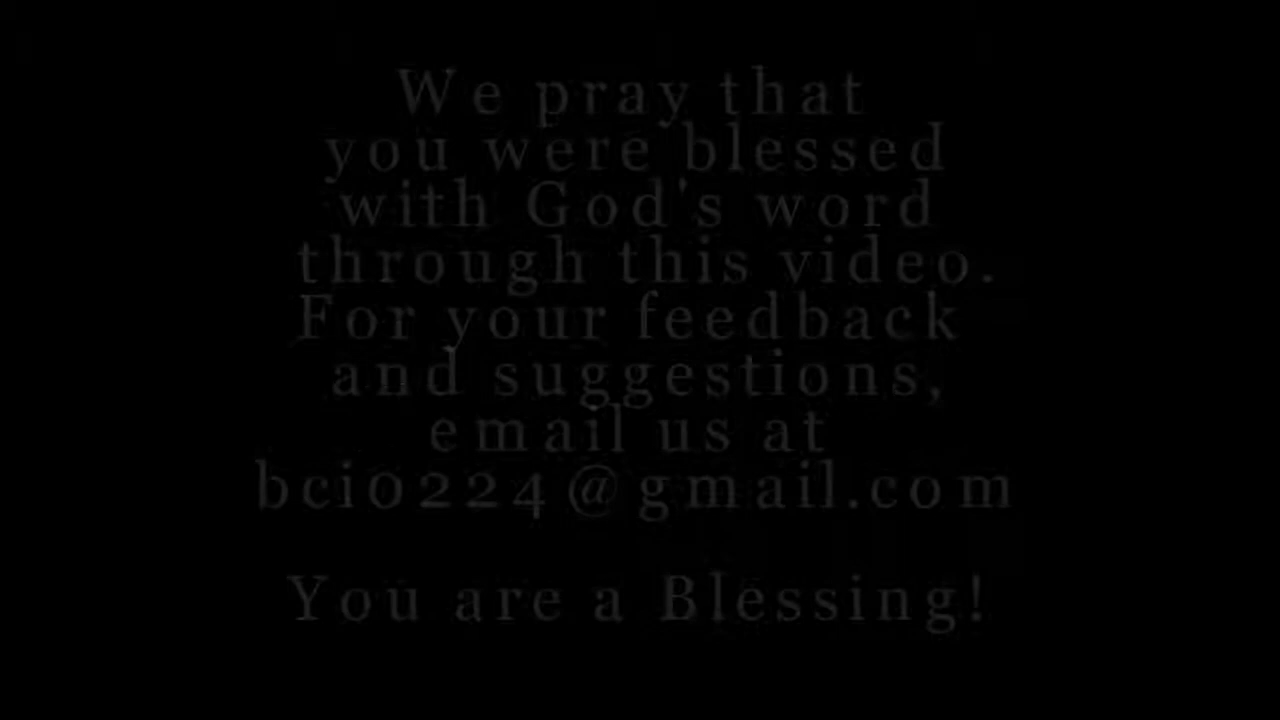 We pray that
you were blessed
with God's word
through this video.
For your feedback
and suggestions,
email us at
bci0224@gmail.com
You are a Blessing!